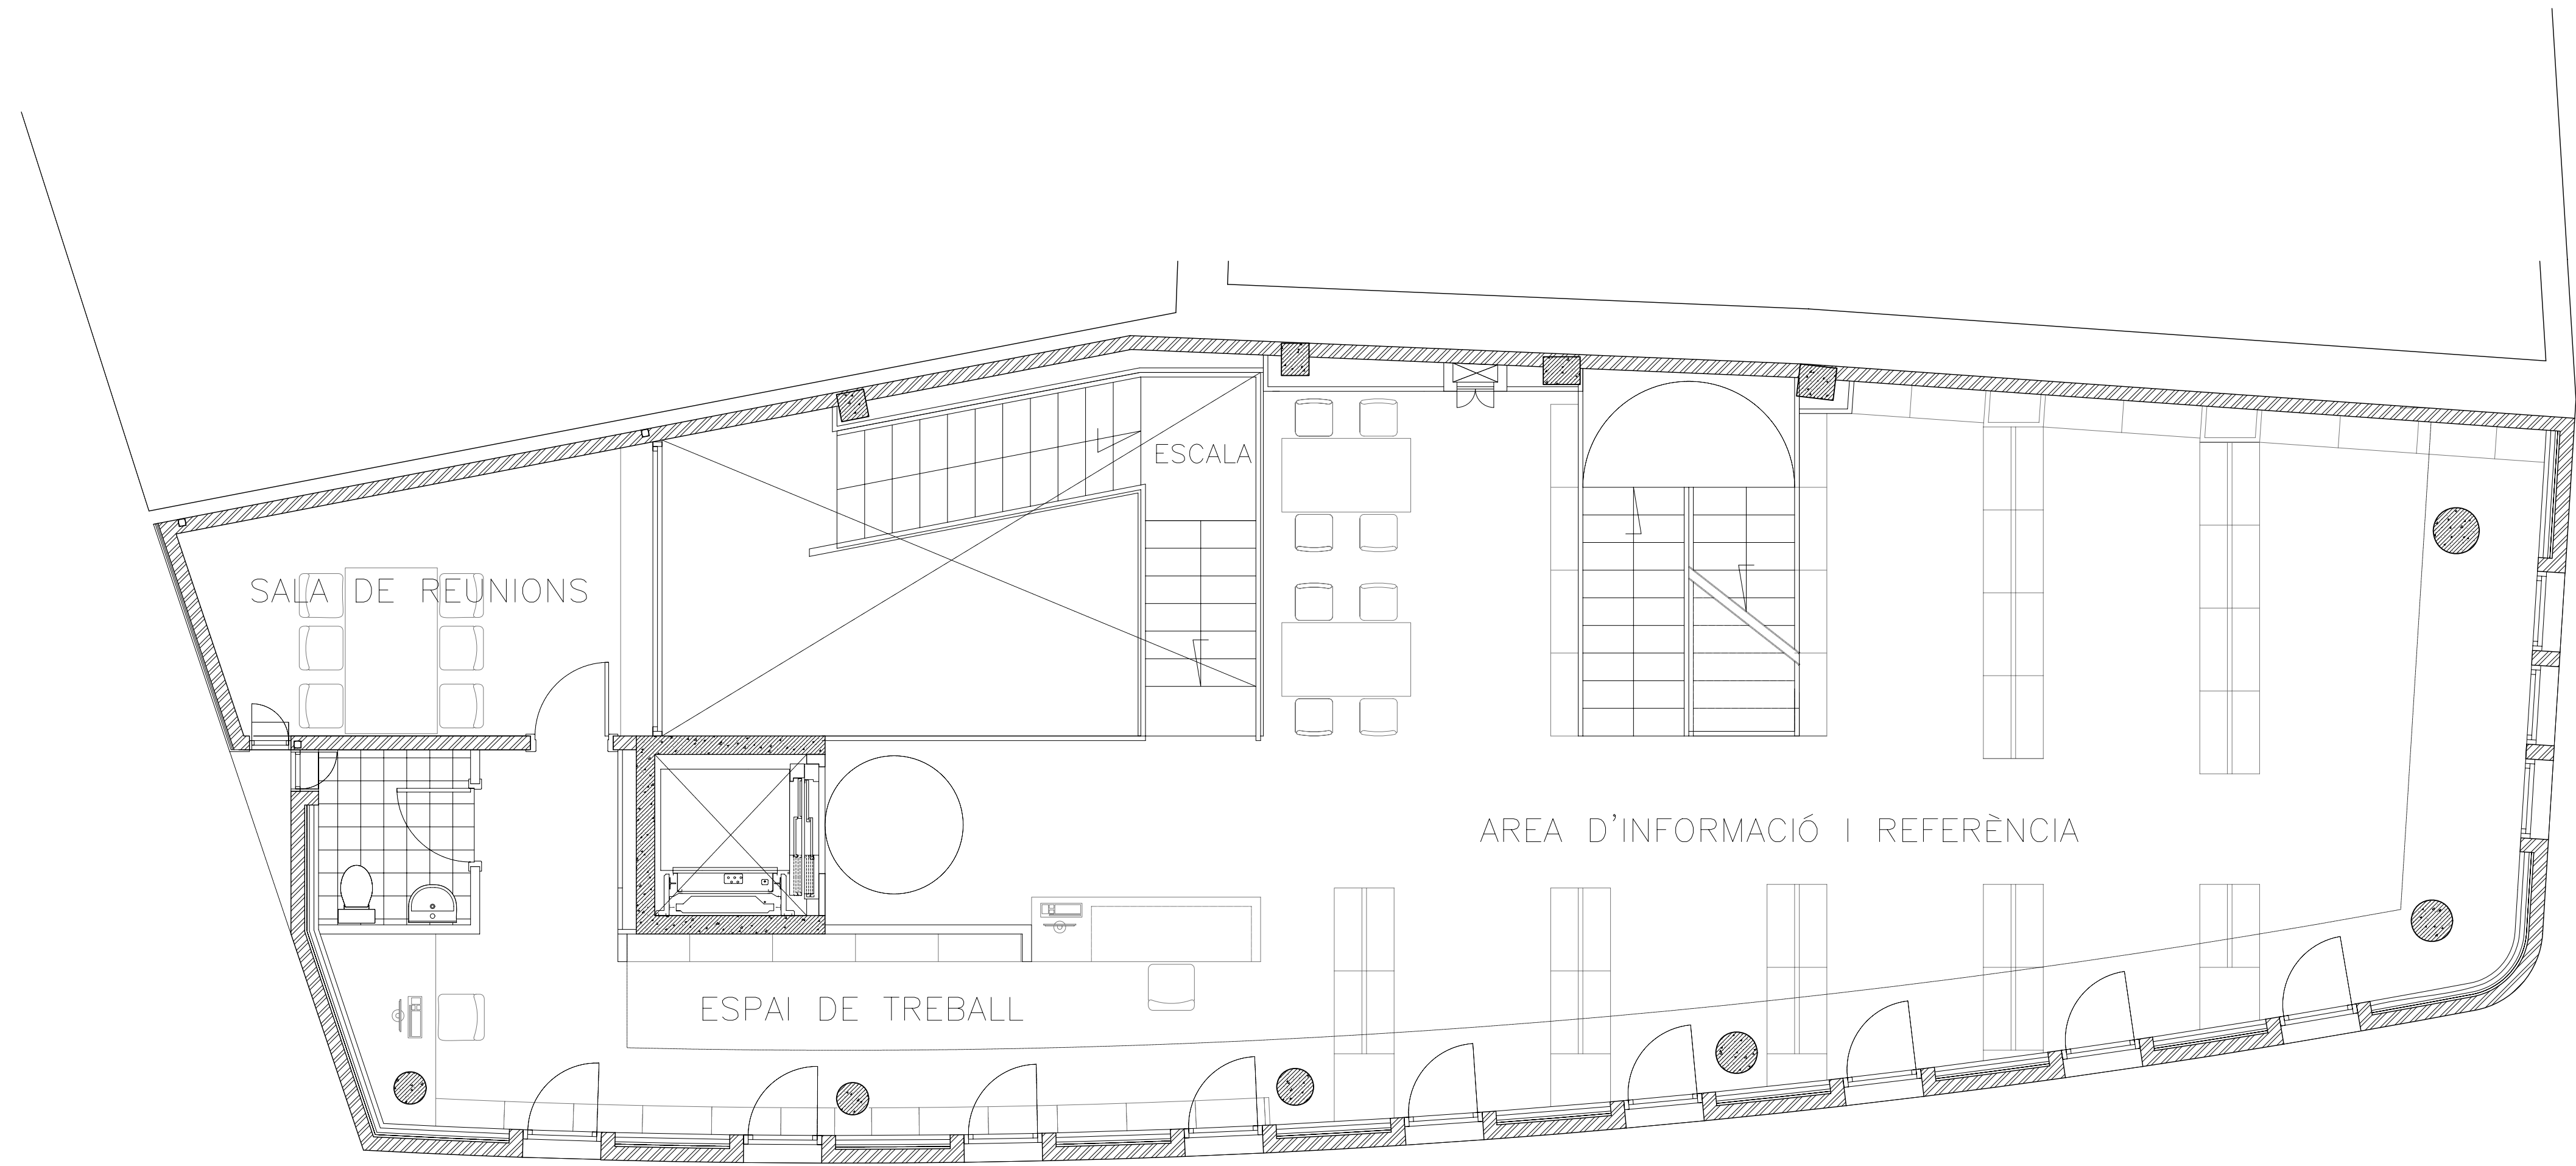 ESCALA
SALA DE REUNIONS
AREA D'INFORMACIÓ I REFERÈNCIA
ESPAI DE TREBALL